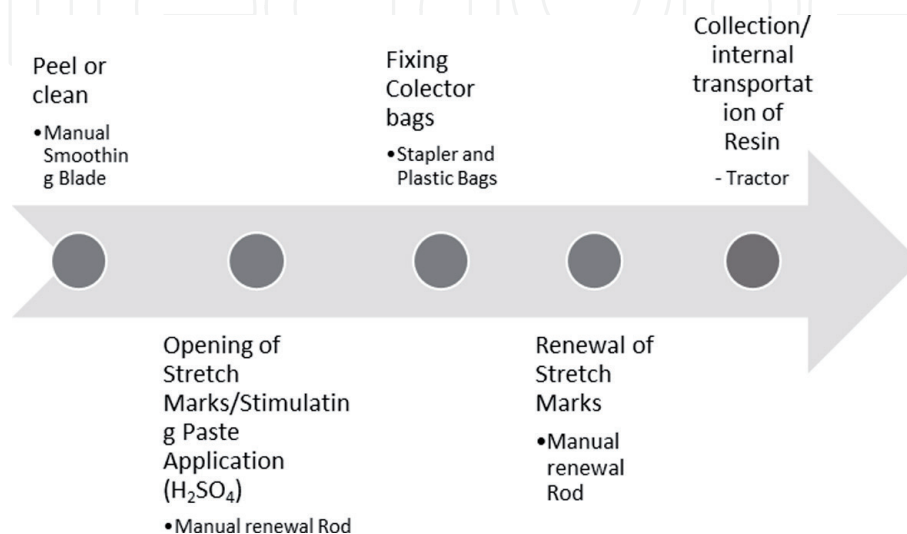 Peel or
clean
•Manual
Smoothin
g Blade
Opening of
Stretch
Marks/Stimulatin
g Paste
Application
(H₂SO₄)
•Manual renewal Rod
Fixing
Colector
bags
•Stapler and
Plastic Bags
Renewal of
Stretch
Marks
•Manual
renewal
Rod
Collection/
internal
transportat
ion of
Resin
- Tractor